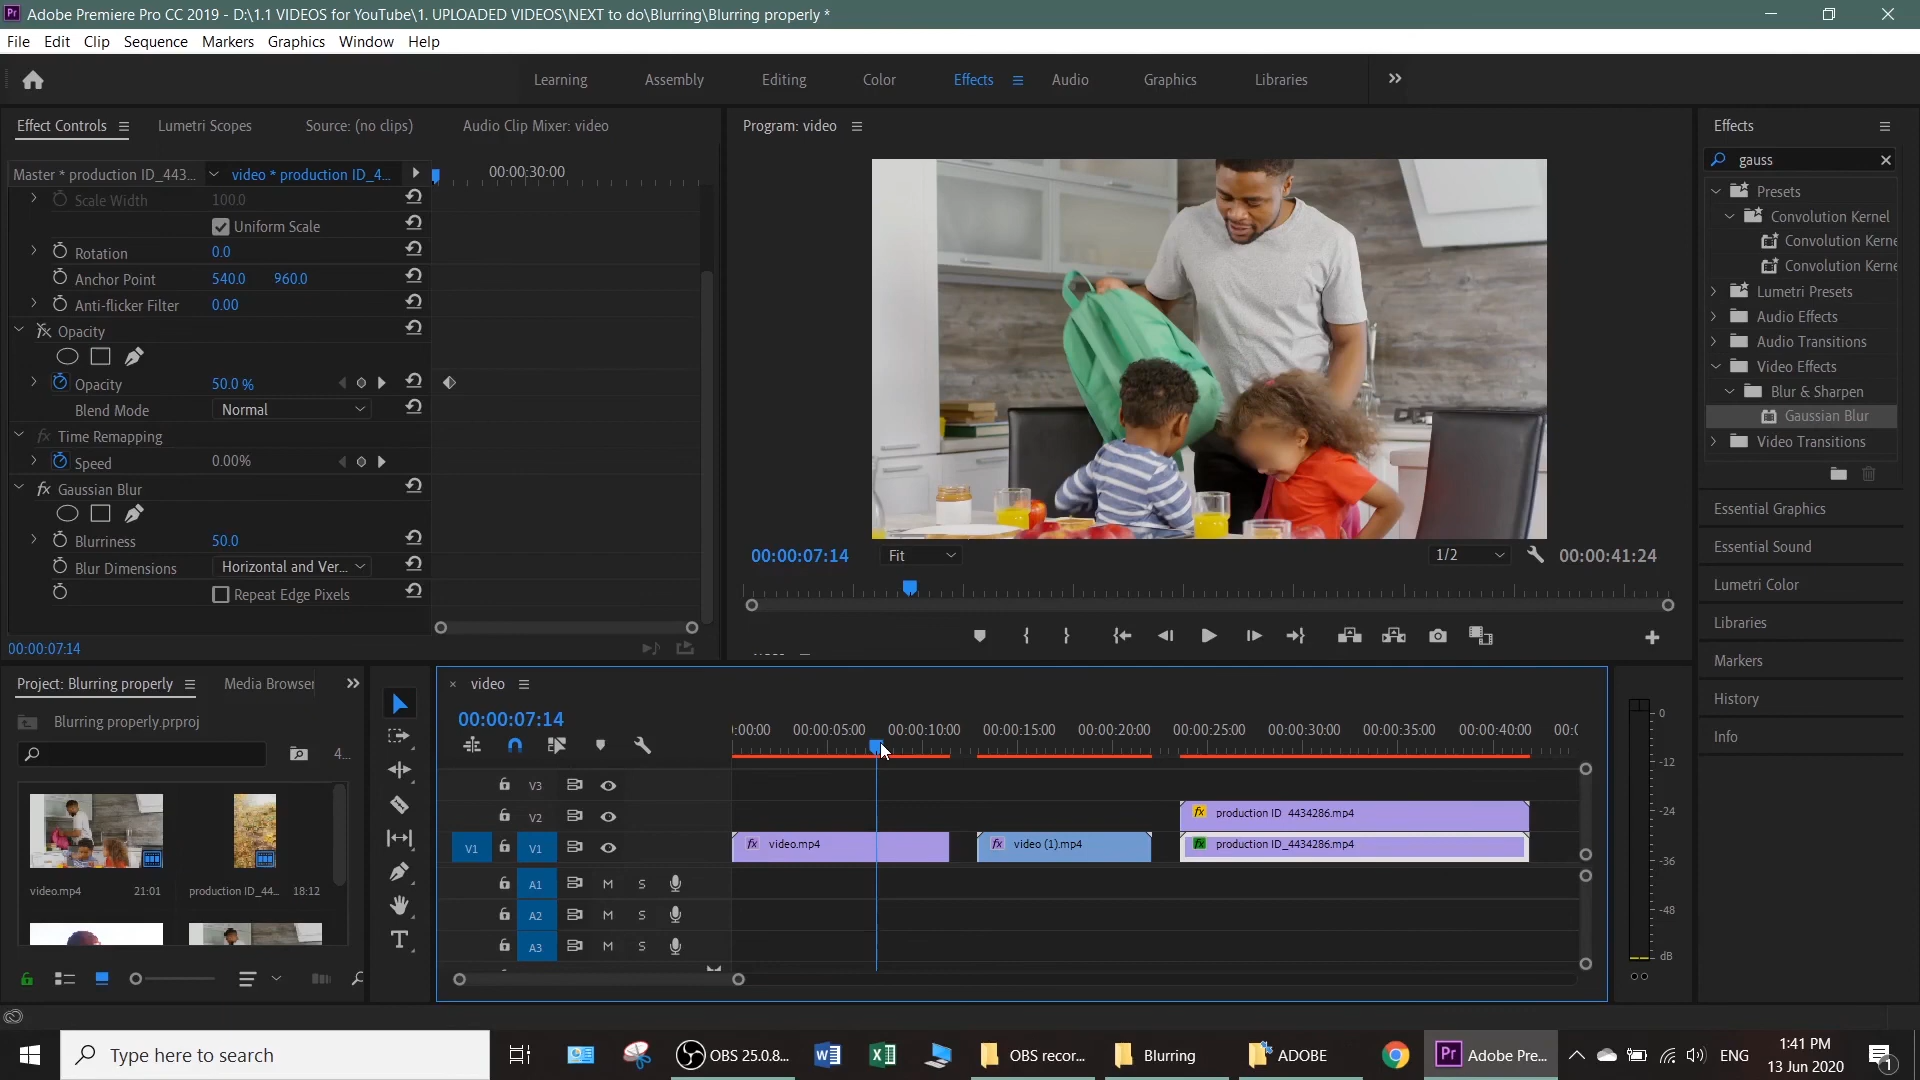 Adobe Premiere Pro CC 2019 - D:\1.1 VIDEOS for YouTube\1. UPLOADED VIDEOS\NEXT to do\Blurring\Blurring properly *
File Edit Clip Sequence Markers Graphics Window Help
Learning Assembly Editing Color Effects Audio Graphics Libraries
Effect Controls Lumetri Scopes Source: (no clips) Audio Clip Mixer: video
Master * production ID_443... video * production ID_4... 00:00:30:00
Scale Width 100.0
Uniform Scale
Rotation 0.0
Anchor Point 540.0 960.0
Anti-flicker Filter 0.00
fx Opacity
Opacity 50.0 %
Blend Mode Normal
fx Time Remapping
Speed 0.00%
fx Gaussian Blur
Blurriness 50.0
Blur Dimensions Horizontal and Ver...
Repeat Edge Pixels
00:00:07:14
Program: video
00:00:07:14 Fit 1/2 00:00:41:24
Effects
gauss
Presets
Convolution Kernel
Convolution Kerne
Convolution Kerne
Lumetri Presets
Audio Effects
Audio Transitions
Video Effects
Blur & Sharpen
Gaussian Blur
Video Transitions
Essential Graphics
Essential Sound
Lumetri Color
Libraries
Markers
History
Info
Project: Blurring properly Media Browser
Blurring properly.prproj
4...
video.mp4 21:01 production ID_44... 18:12
video
00:00:07:14
:00:00 00:00:05:00 00:00:10:00 00:00:15:00 00:00:20:00 00:00:25:00 00:00:30:00 00:00:35:00 00:00:40:00 00:0
V3
V2 fx production ID_4434286.mp4
V1 V1 fx video.mp4 fx video (1).mp4 fx production ID_4434286.mp4
A1 M S
A2 M S
A3 M S
0
-12
-24
-36
-48
dB
Type here to search
OBS 25.0.8... OBS recor... Blurring ADOBE Pr Adobe Pre... ENG
1:41 PM
13 Jun 2020
1